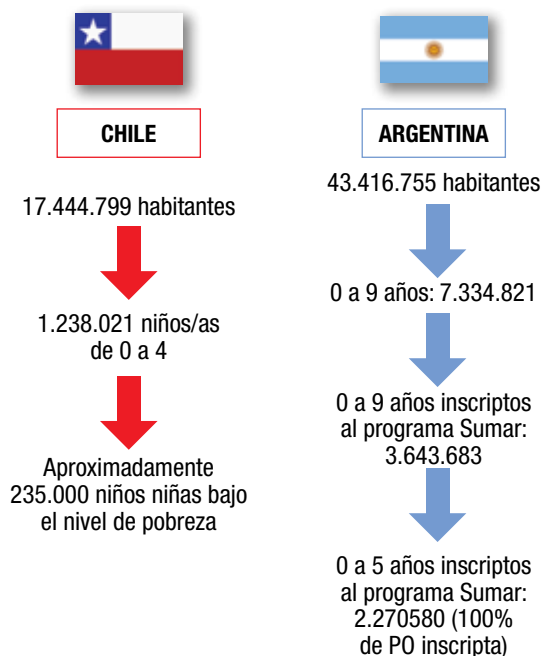 CHILE
17.444.799 habitantes
1.238.021 niños/as
de 0 a 4
Aproximadamente
235.000 niños niñas bajo
el nivel de pobreza
ARGENTINA
43.416.755 habitantes
0 a 9 años: 7.334.821
0 a 9 años inscriptos
al programa Sumar:
3.643.683
0 a 5 años inscriptos
al programa Sumar:
2.270580 (100%
de PO inscripta)